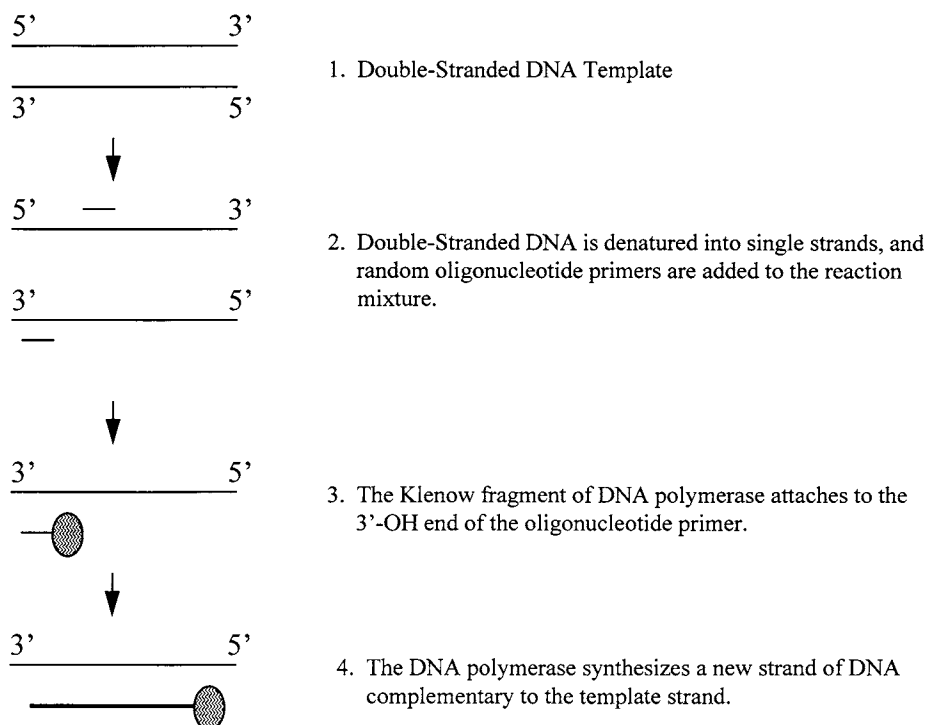 5’ 3’
1. Double-Stranded DNA Template
3’ 5’
5’ 3’
2. Double-Stranded DNA is denatured into single strands, and
random oligonucleotide primers are added to the reaction
mixture.
3’ 5’
3’ 5’
3. The Klenow fragment of DNA polymerase attaches to the
3’-OH end of the oligonucleotide primer.
3’ 5’
4. The DNA polymerase synthesizes a new strand of DNA
complementary to the template strand.